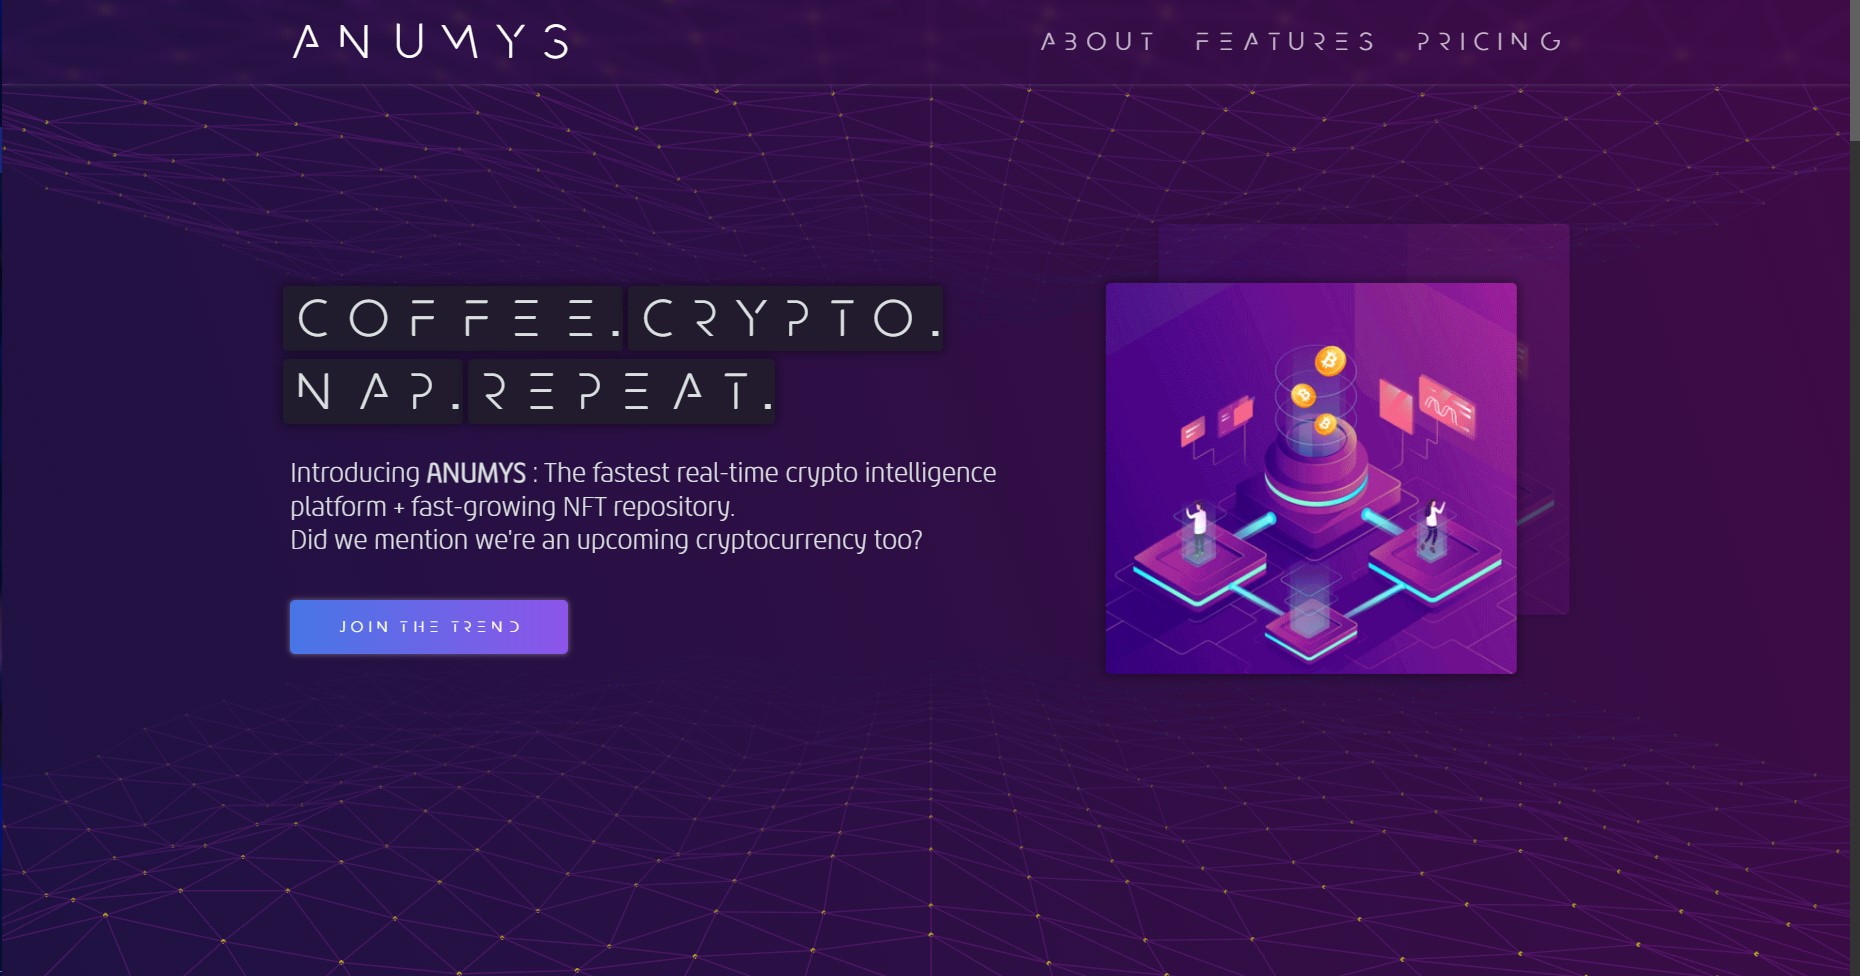 ANUMYS
ABOUT FEATURES PRICING
COFFEE. CRYPTO.
NAP. REPEAT.
Introducing ANUMYS : The fastest real-time crypto intelligence
platform + fast-growing NFT repository.
Did we mention we're an upcoming cryptocurrency too?
JOIN THE TREND